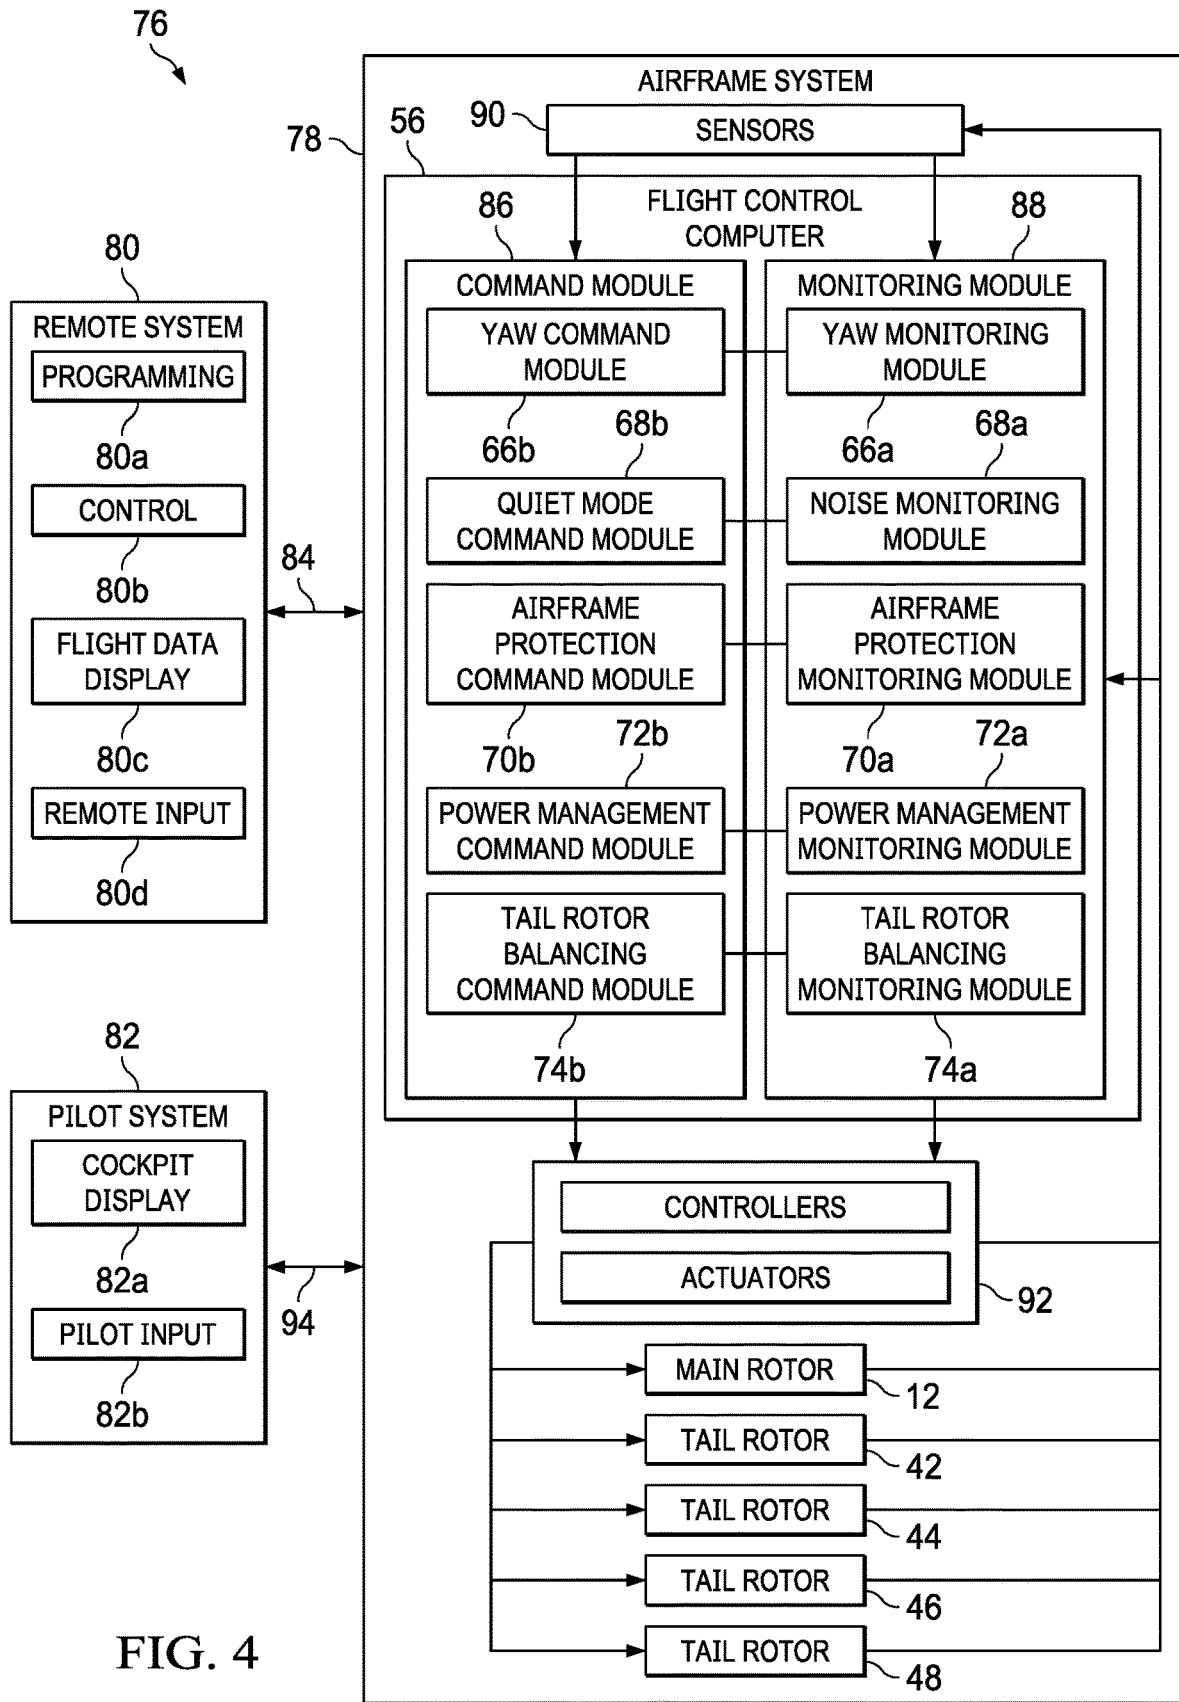 76
AIRFRAME SYSTEM
90
SENSORS
78
56
FLIGHT CONTROL
COMPUTER
86
88
COMMAND MODULE
MONITORING MODULE
YAW COMMAND
MODULE
YAW MONITORING
MODULE
66b
68b
66a
68a
QUIET MODE
COMMAND MODULE
NOISE MONITORING
MODULE
AIRFRAME
PROTECTION
COMMAND MODULE
AIRFRAME
PROTECTION
MONITORING MODULE
70b
72b
70a
72a
POWER MANAGEMENT
COMMAND MODULE
POWER MANAGEMENT
MONITORING MODULE
TAIL ROTOR
BALANCING
COMMAND MODULE
TAIL ROTOR
BALANCING
MONITORING MODULE
74b
74a
80
REMOTE SYSTEM
PROGRAMMING
80a
CONTROL
80b
84
FLIGHT DATA
DISPLAY
80c
REMOTE INPUT
80d
82
PILOT SYSTEM
COCKPIT
DISPLAY
82a
94
PILOT INPUT
82b
CONTROLLERS
ACTUATORS
92
MAIN ROTOR
12
TAIL ROTOR
42
TAIL ROTOR
44
TAIL ROTOR
46
TAIL ROTOR
48
FIG. 4